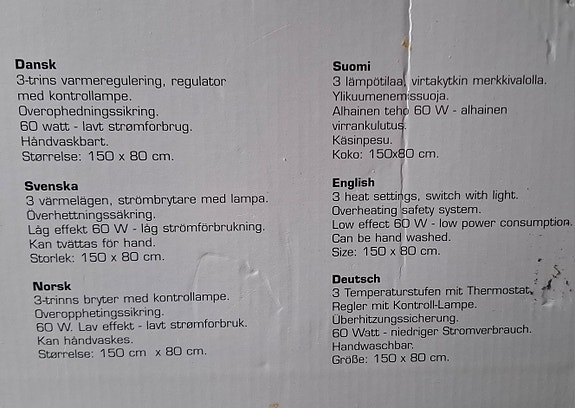 Dansk
3-trins varmeregulering, regulator
med kontrollampe.
Overophedningssikring.
60 watt - lavt strømforbrug.
Håndvaskbart.
Størrelse: 150 x 80 cm.
Svenska
3 värmelägen, strömbrytare med lampa.
Overhettningssäkring.
Låg effekt 60 W - låg strömförbrukning.
Kan tvättas för hand.
Storlek: 150 x 80 cm.
Norsk
3-trinns bryter med kontrollampe.
Overopphetingssikring.
60 W. Lav effekt - lavt strømforbruk.
Kan håndvaskes.
Størrelse: 150 cm x 80 cm.
Suomi
3 lämpötilaa, virtakytkin merkkivalolla.
Ylikuumenemissuoja.
Alhainen teho 60 W - alhainen
virrankulutus.
Käsinpesu.
Koko: 150x80 cm.
English
3 heat settings, switch with light.
Overheating safety system.
Low effect 60 W - low power consumption.
Can be hand washed.
Size: 150 x 80 cm.
Deutsch
3 Temperaturstufen mit Thermostat.
Regler mit Kontroll-Lampe.
Überhitzungssicherung.
60 Watt - niedriger Stromverbrauch.
Handwaschbar.
Größe: 150 x 80 cm.